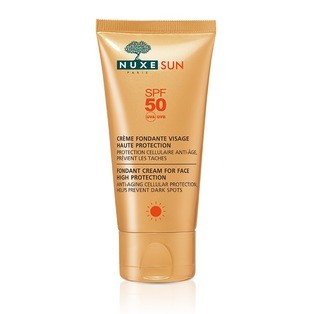 NUXE SUN
PARIS
SPF
50
UVA UVB
CRÈME FONDANTE VISAGE
HAUTE PROTECTION
PROTECTION CELLULAIRE ANTI-ÂGE,
PRÉVIENT LES TACHES
FONDANT CREAM FOR FACE
HIGH PROTECTION
ANTI-AGING CELLULAR PROTECTION,
HELPS PREVENT DARK SPOTS